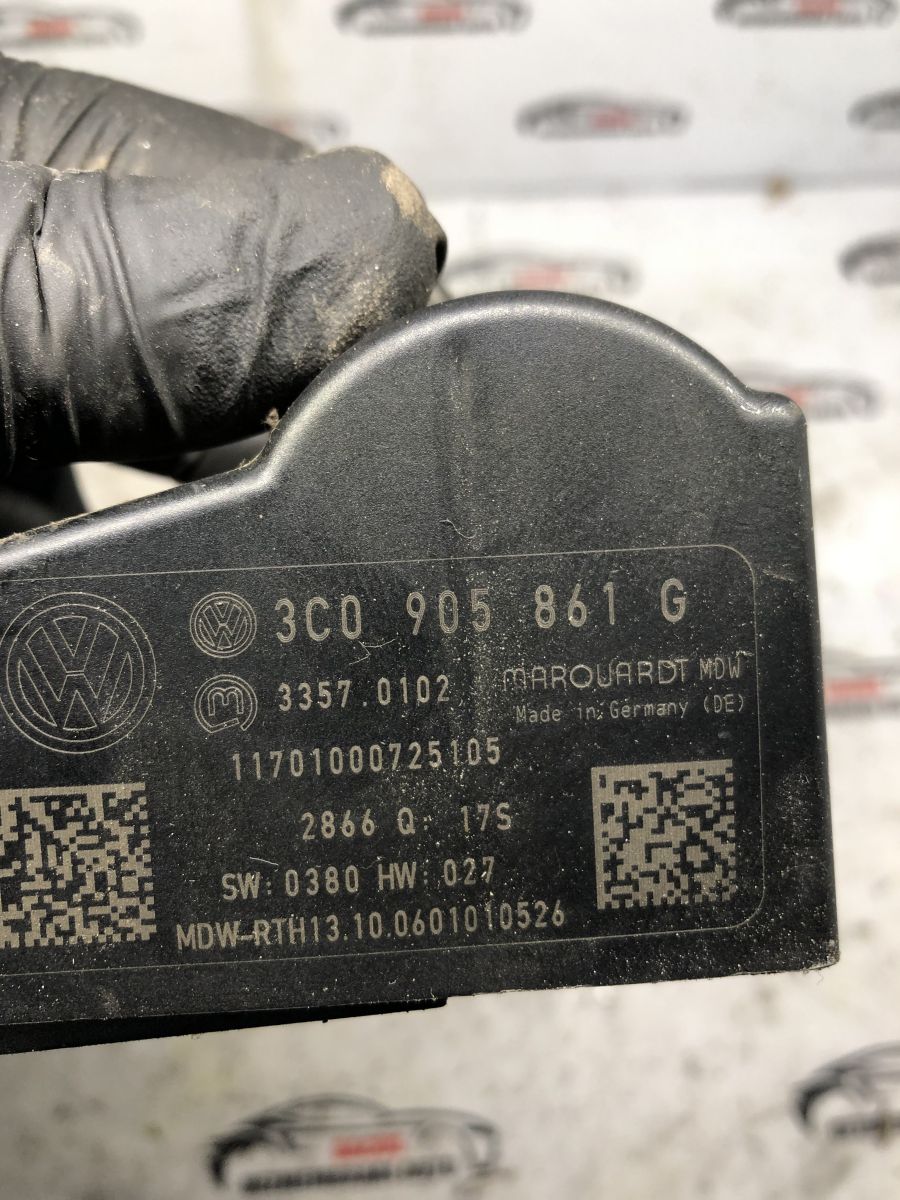 3C0 905 861 G
3357.0102 MARQUARDT MDW
Made in Germany (DE)
11701000725105
2866 Q: 17S
SW: 0380 HW: 027
MDW-RTH13.10.0601010526